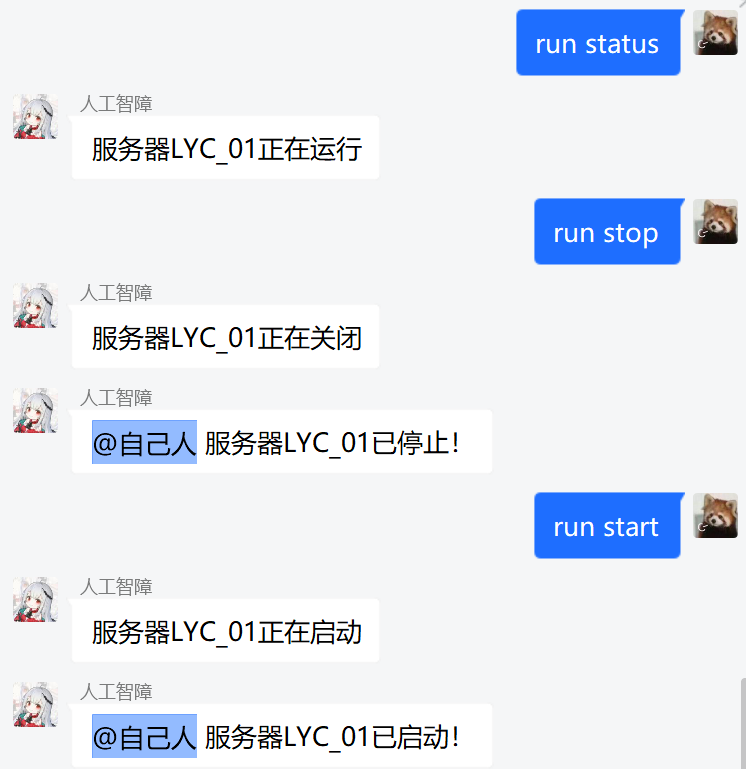 run status
人工智障
服务器LYC_01正在运行
run stop
人工智障
服务器LYC_01正在关闭
人工智障
@自己人 服务器LYC_01已停止！
run start
人工智障
服务器LYC_01正在启动
人工智障
@自己人 服务器LYC_01已启动！